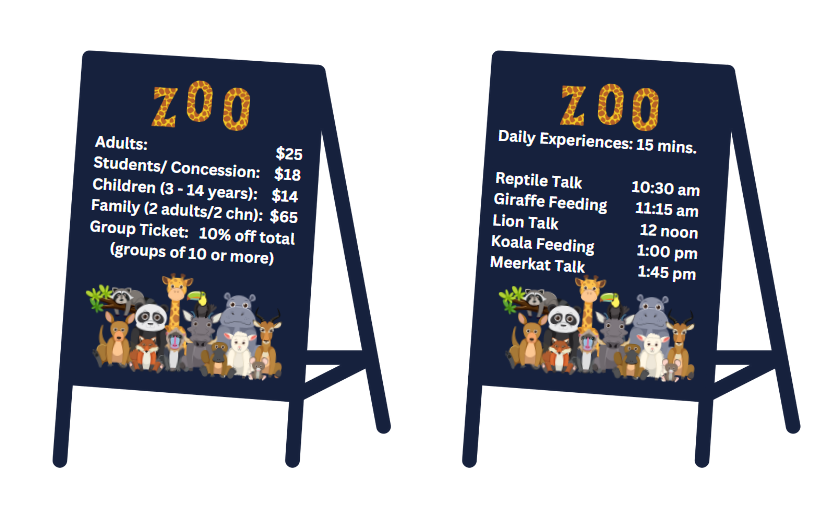 ZOO
Adults: $25
Students/ Concession: $18
Children (3 - 14 years): $14
Family (2 adults/2 chn): $65
Group Ticket: 10% off total
(groups of 10 or more)
ZOO
Daily Experiences: 15 mins.
Reptile Talk 10:30 am
Giraffe Feeding 11:15 am
Lion Talk 12 noon
Koala Feeding 1:00 pm
Meerkat Talk 1:45 pm